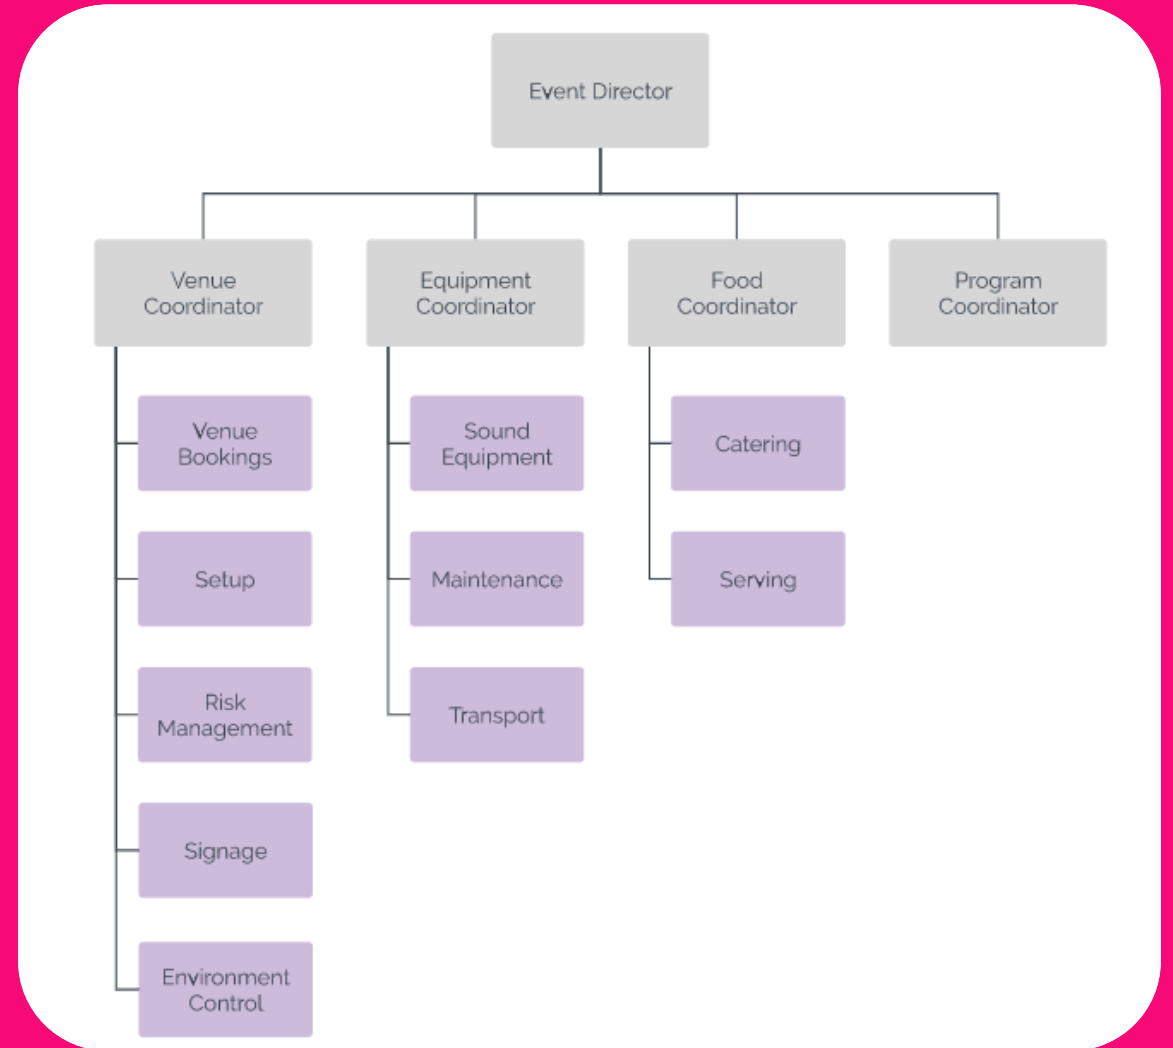 Event Director
Venue
Coordinator
Equipment
Coordinator
Food
Coordinator
Program
Coordinator
Venue
Bookings
Setup
Risk
Management
Signage
Environment
Control
Sound
Equipment
Maintenance
Transport
Catering
Serving